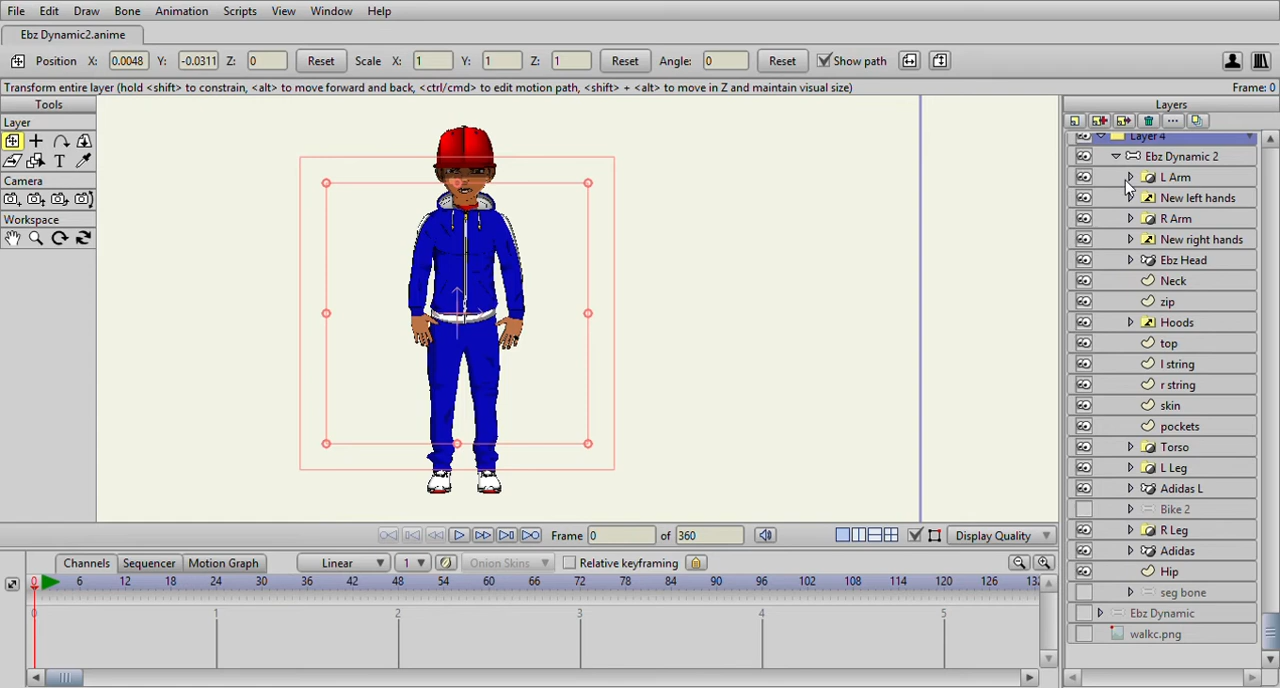 File Edit Draw Bone Animation Scripts View Window Help
Ebz Dynamic2.anime
Position X: 0.0048 Y: -0.0311 Z: 0 Reset Scale X: 1 Y: 1 Z: 1 Reset Angle: 0 Reset Show path
Transform entire layer (hold <shift> to constrain, <alt> to move forward and back, <ctrl/cmd> to edit motion path, <shift> + <alt> to move in Z and maintain visual size) Frame: 0
Tools
Layer
T
Camera
Workspace
Layers
Layer 4
Ebz Dynamic 2
L Arm
New left hands
R Arm
New right hands
Ebz Head
Neck
zip
Hoods
top
l string
r string
skin
pockets
Torso
L Leg
Adidas L
Bike 2
R Leg
Adidas
Hip
seg bone
Ebz Dynamic
walkc.png
Frame 0 of 360 Display Quality
Channels Sequencer Motion Graph Linear 1 Onion Skins Relative keyframing
0 6 12 18 24 30 36 42 48 54 60 66 72 78 84 90 96 102 108 114 120 126 132
0 1 2 3 4 5